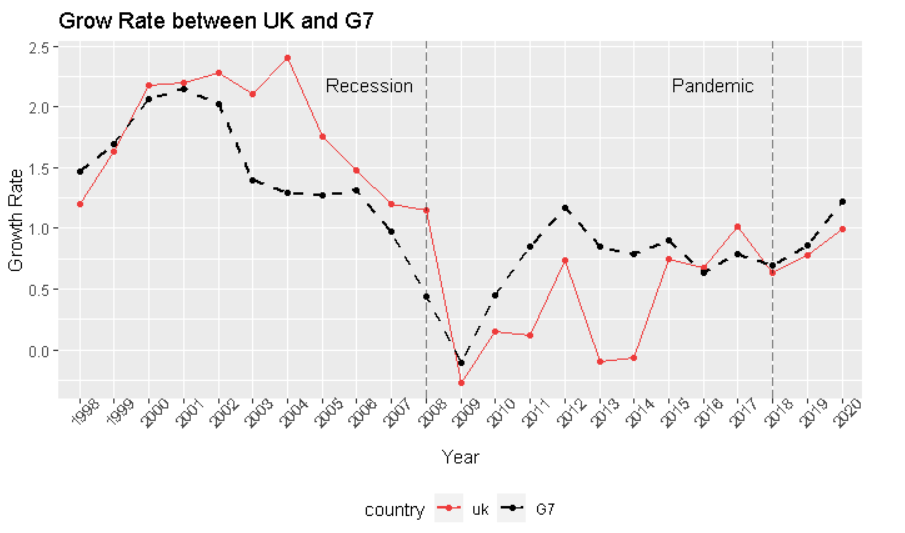 Grow Rate between UK and G7
Growth Rate
2.5
2.0
1.5
1.0
0.5
0.0
Recession
Pandemic
1998 1999 2000 2001 2002 2003 2004 2005 2006 2007 2008 2009 2010 2011 2012 2013 2014 2015 2016 2017 2018 2019 2020
Year
country uk G7